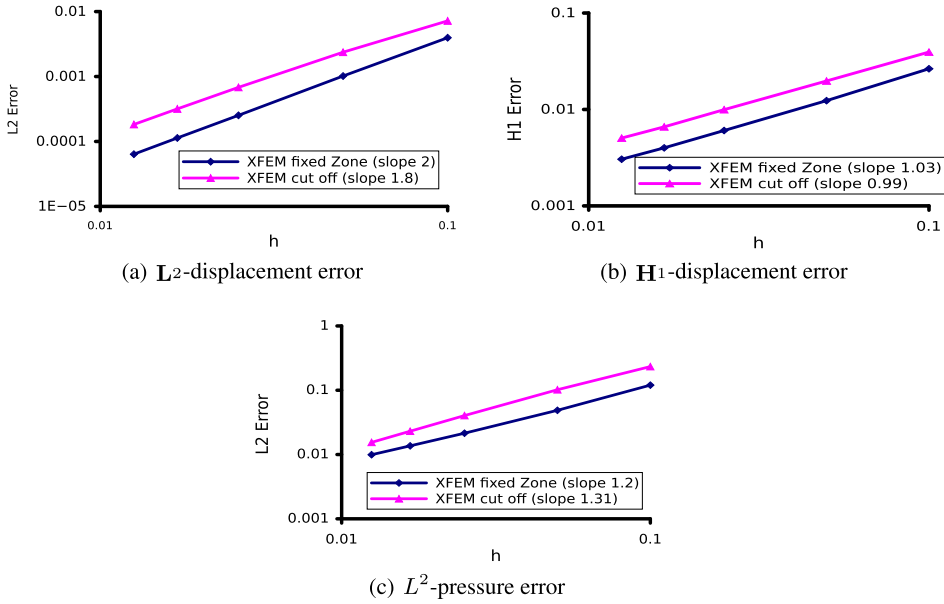 0.01
0.001
0.0001
1E−05
L2 Error
XFEM fixed Zone (slope 2)
XFEM cut off (slope 1.8)
0.01
0.1
h
(a) L2-displacement error
0.1
0.01
0.001
H1 Error
XFEM fixed Zone (slope 1.03)
XFEM cut off (slope 0.99)
0.01
0.1
h
(b) H1-displacement error
1
0.1
0.01
0.001
L2 Error
XFEM fixed Zone (slope 1.2)
XFEM cut off (slope 1.31)
0.01
0.1
h
(c) L²-pressure error